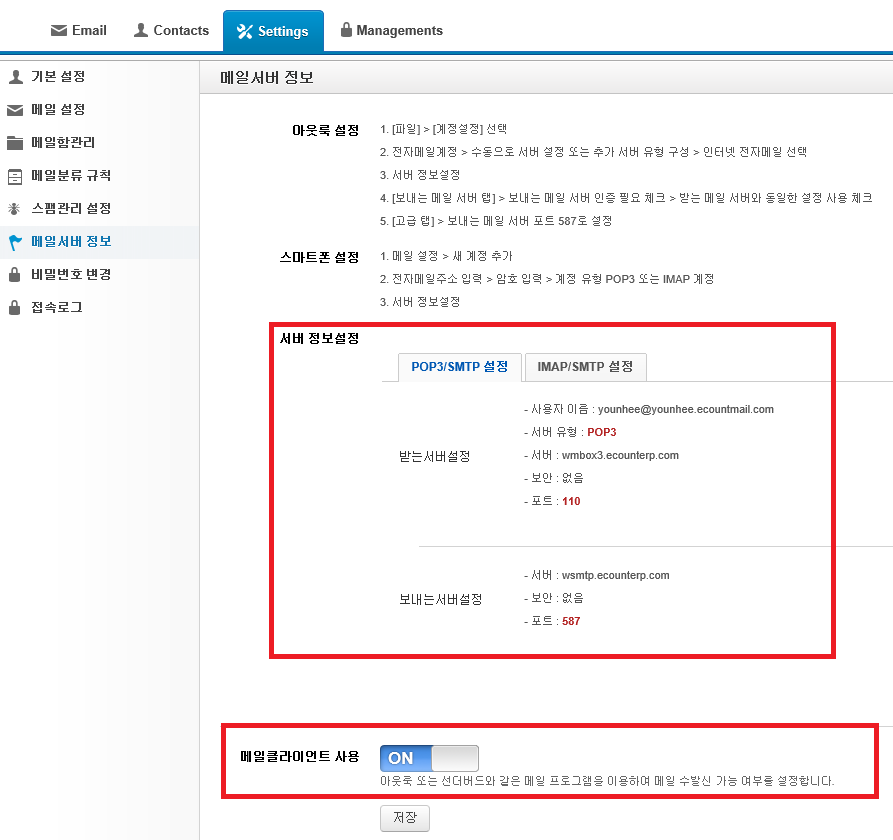 Email Contacts Settings Managements
기본 설정
메일 설정
메일함관리
메일분류 규칙
스팸관리 설정
메일서버 정보
비밀번호 변경
접속로그
메일서버 정보
아웃룩 설정
1. [파일] > [계정설정] 선택
2. 전자메일계정 > 수동으로 서버 설정 또는 추가 서버 유형 구성 > 인터넷 전자메일 선택
3. 서버 정보설정
4. [보내는 메일 서버 탭] > 보내는 메일 서버 인증 필요 체크 > 받는 메일 서버와 동일한 설정 사용 체크
5. [고급 탭] > 보내는 메일 서버 포트 587로 설정
스마트폰 설정
1. 메일 설정 > 새 계정 추가
2. 전자메일주소 입력 > 암호 입력 > 계정 유형 POP3 또는 IMAP 계정
3. 서버 정보설정
서버 정보설정
POP3/SMTP 설정 IMAP/SMTP 설정
받는서버설정
- 사용자 이음 : younhee@younhee.ecountmail.com
- 서버 유형 : POP3
- 서버 : wmbox3.ecounterp.com
- 보안 : 없음
- 포트 : 110
보내는서버설정
- 서버 : wsmtp.ecounterp.com
- 보안 : 없음
- 포트 : 587
메일클라이언트 사용
ON
아웃룩 또는 선더버드와 같은 메일 프로그램을 이용하여 메일 수발신 가능 여부를 설정합니다.
저장